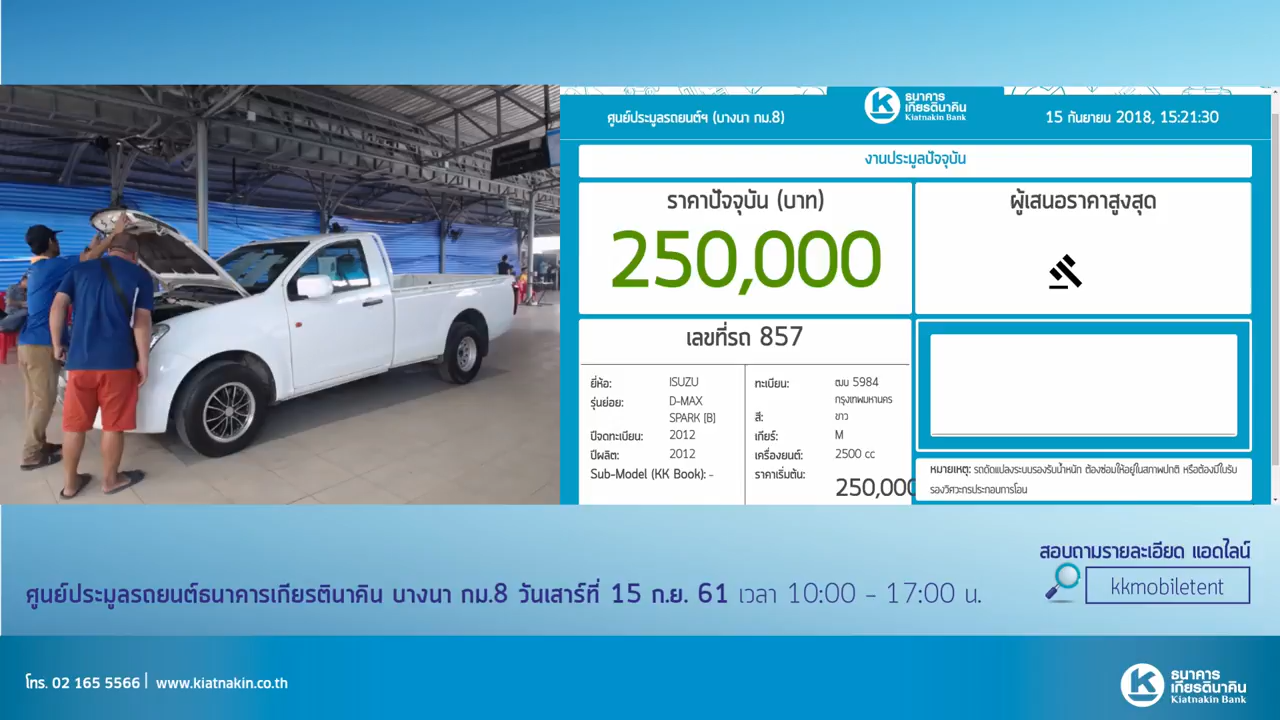 ศูนย์ประมูลรถยนต์ฯ (บางนา กม.8)
ธนาคาร
เกียรตินาคิน
Kiatnakin Bank
15 กันยายน 2018, 15:21:30
งานประมูลปัจจุบัน
ราคาปัจจุบัน (บาท)
250,000
ผู้เสนอราคาสูงสุด
เลขที่รถ 857
ยี่ห้อ: ISUZU
รุ่นย่อย: D-MAX
SPARK [B]
ปีจดทะเบียน: 2012
ปีผลิต: 2012
Sub-Model (KK Book): -
ทะเบียน: ฒบ 5984
กรุงเทพมหานคร
สี: ขาว
เกียร์: M
เครื่องยนต์: 2500 cc
ราคาเริ่มต้น:
250,000
หมายเหตุ: รถดัดแปลงระบบรองรับน้ำหนัก ต้องซ่อมให้อยู่ในสภาพปกติ หรือต้องมีใบรับ
รองวิศวะกรประกอบการโอน
สอบถามรายละเอียด แอดไลน์
kkmobiletent
ศูนย์ประมูลรถยนต์ธนาคารเกียรตินาคิน บางนา กม.8 วันเสาร์ที่ 15 ก.ย. 61 เวลา 10:00 - 17:00 น.
โทร. 02 165 5566 | www.kiatnakin.co.th
ธนาคาร
เกียรตินาคิน
Kiatnakin Bank